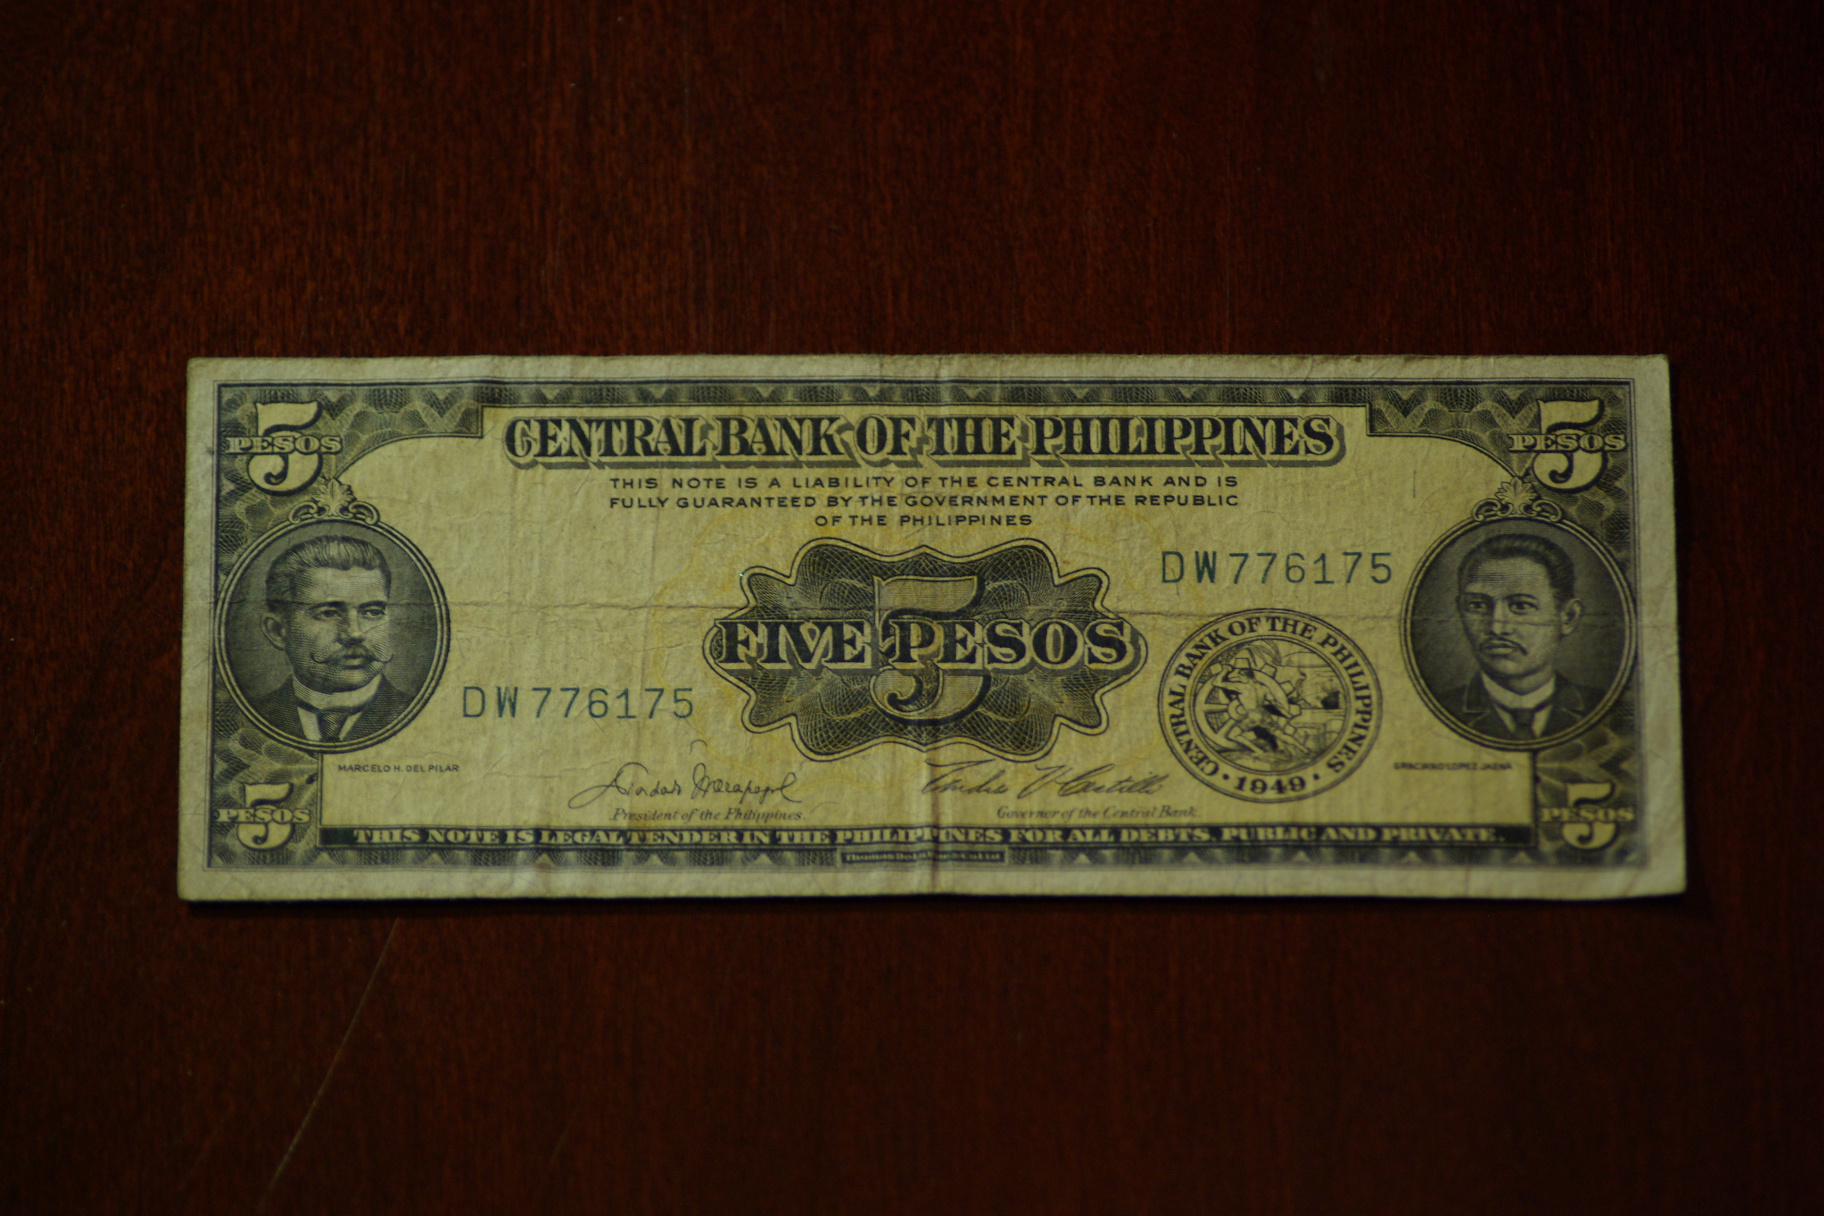 5 PESOS
5 PESOS
CENTRAL BANK OF THE PHILIPPINES
THIS NOTE IS A LIABILITY OF THE CENTRAL BANK AND IS
FULLY GUARANTEED BY THE GOVERNMENT OF THE REPUBLIC
OF THE PHILIPPINES
DW776175
5
FIVE PESOS
DW776175
CENTRAL BANK OF THE PHILIPPINES
· 1949 ·
MARCELO H. DEL PILAR
GRACIANO LOPEZ JAENA
President of the Philippines.
Governor of the Central Bank.
5 PESOS
5 PESOS
THIS NOTE IS LEGAL TENDER IN THE PHILIPPINES FOR ALL DEBTS, PUBLIC AND PRIVATE.